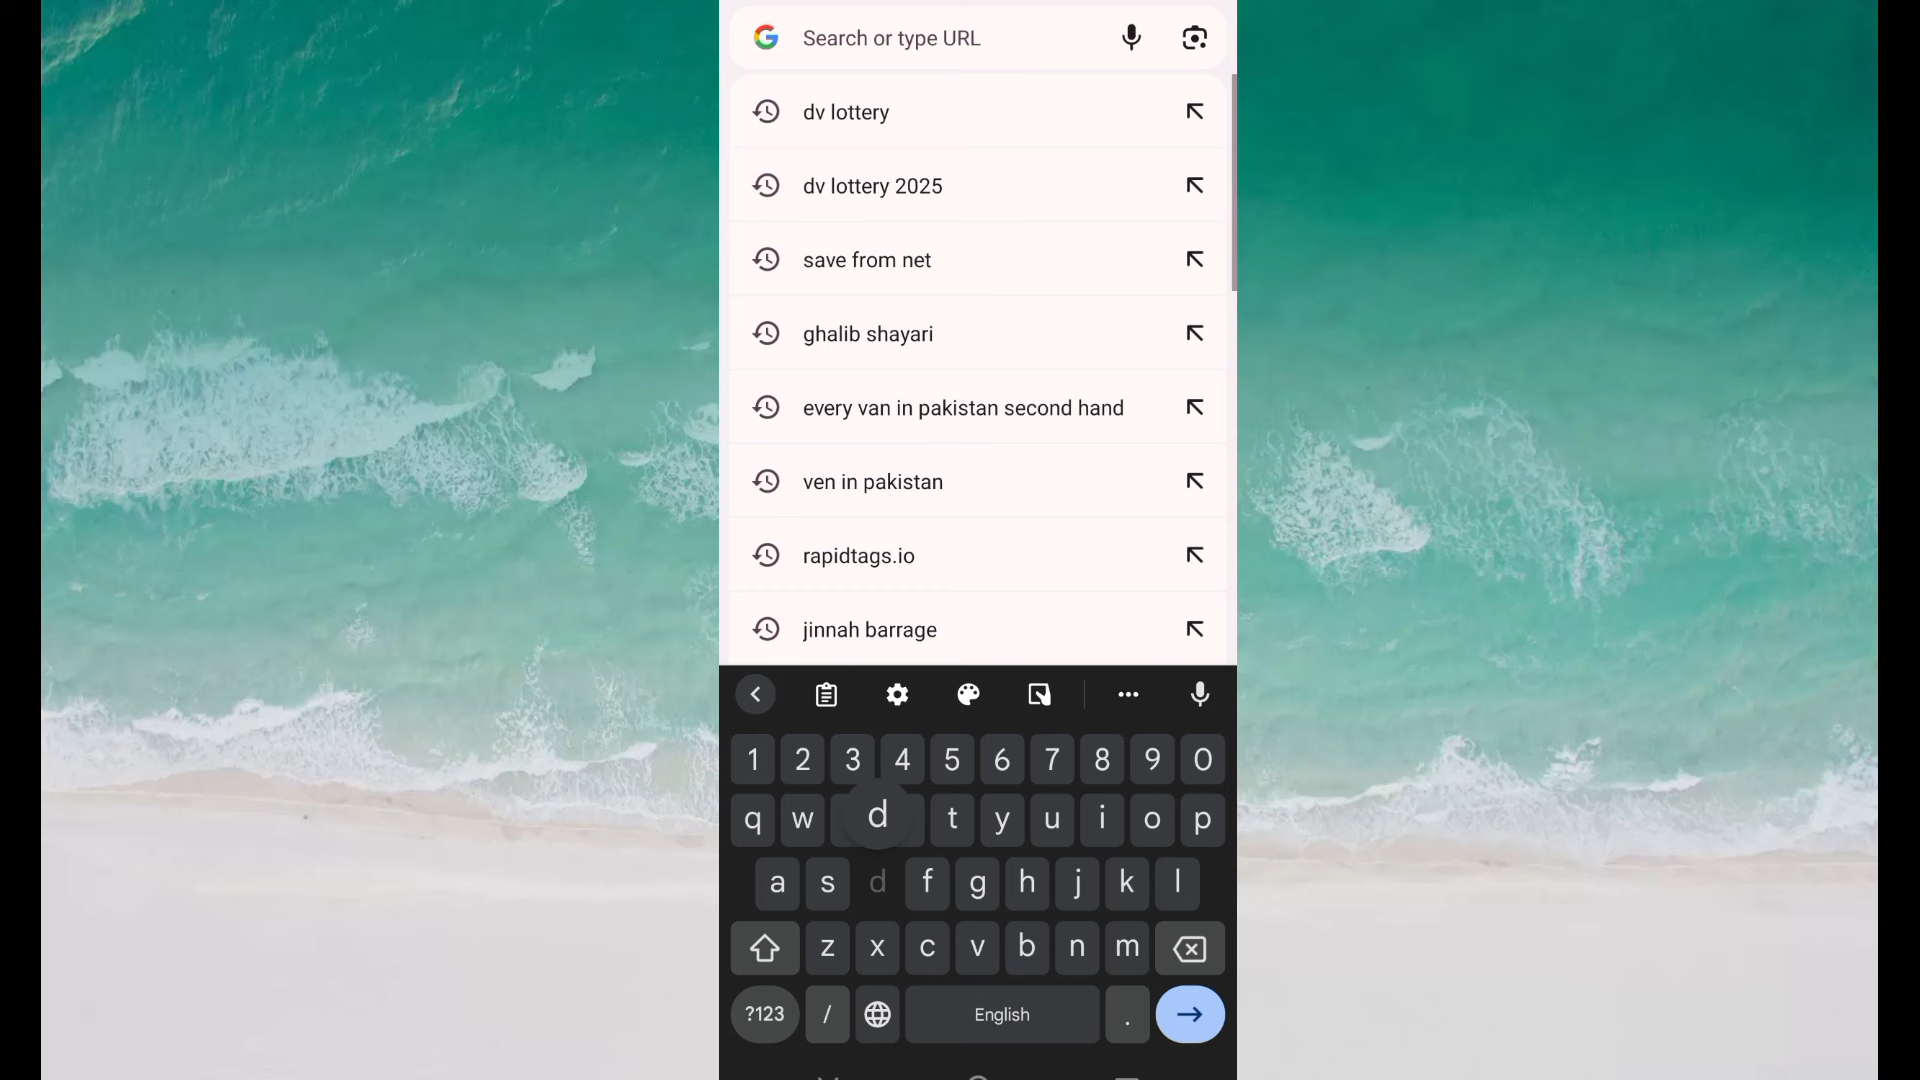 Search or type URL
dv lottery
dv lottery 2025
save from net
ghalib shayari
every van in pakistan second hand
ven in pakistan
rapidtags.io
jinnah barrage
1 2 3 4 5 6 7 8 9 0
q w d t y u i o p
a s d f g h j k l
z x c v b n m
?123 / English .